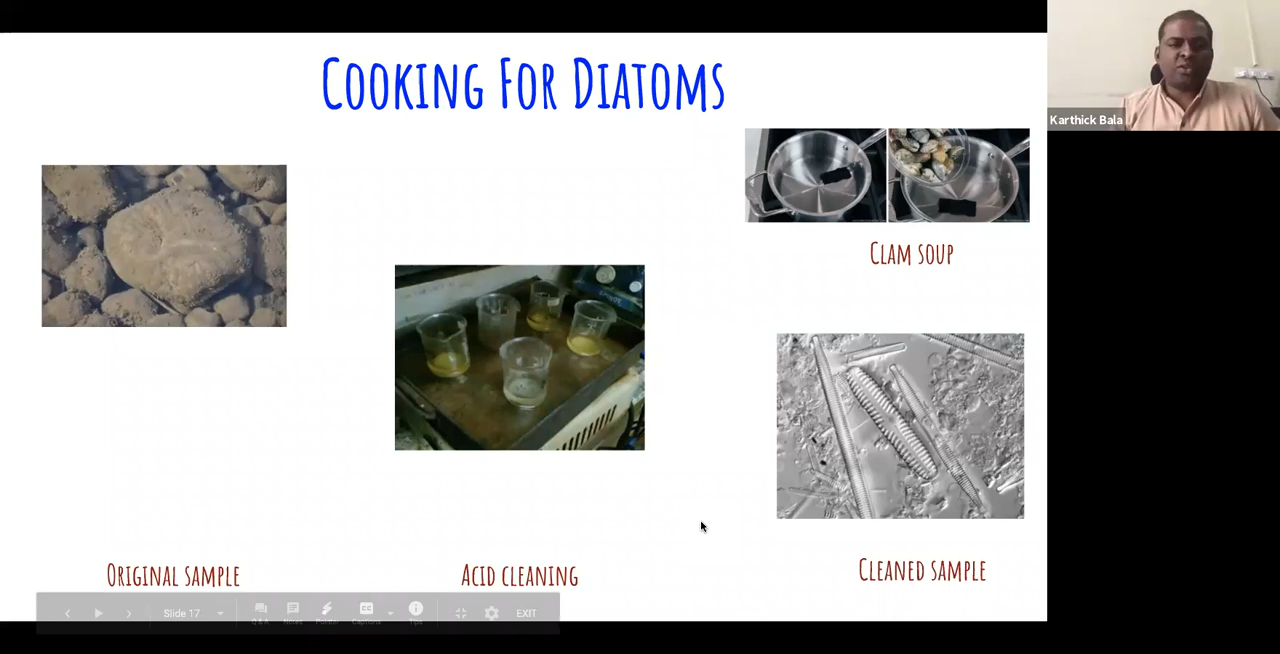 COOKING FOR DIATOMS
Karthick Bala
CLAM SOUP
ORIGINAL SAMPLE
ACID CLEANING
CLEANED SAMPLE
Slide 17
Q & A
Notes
Pointer
Captions
Tips
EXIT